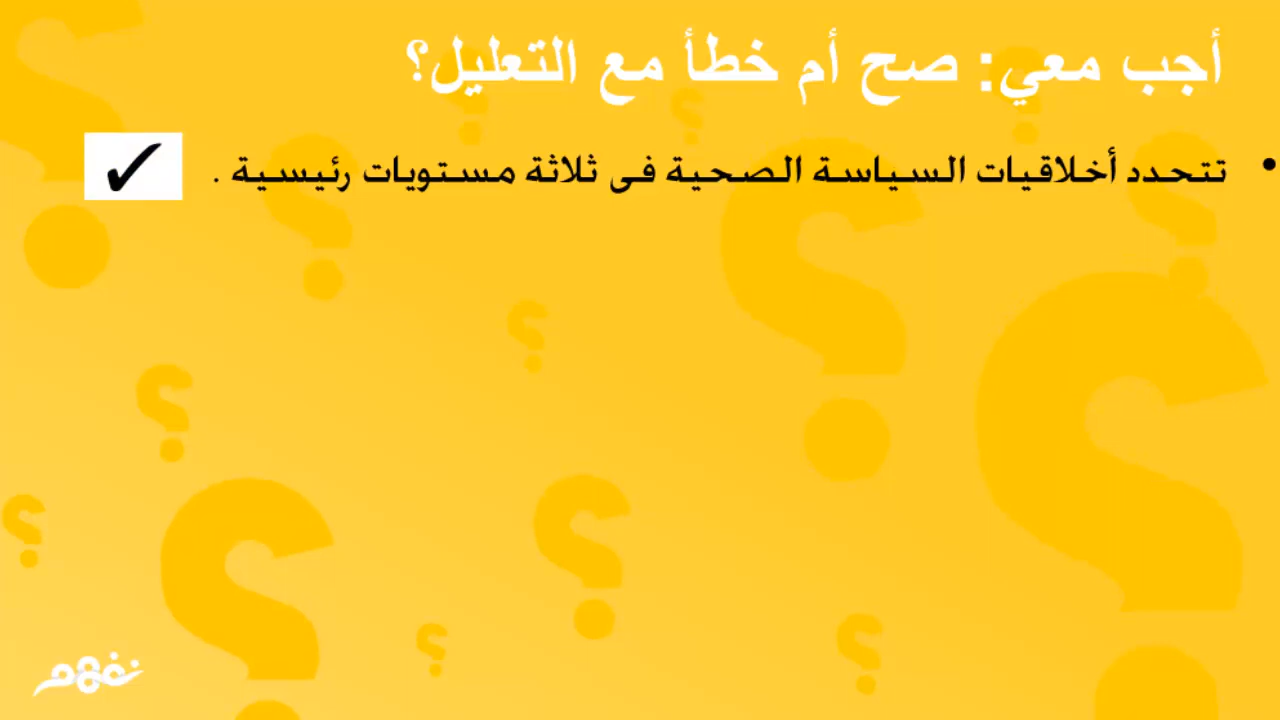 أجب معي: صح أم خطأ مع التعليل؟
• تتحدد أخلاقيات السياسة الصحية فى ثلاثة مستويات رئيسية . ✓
نفهم